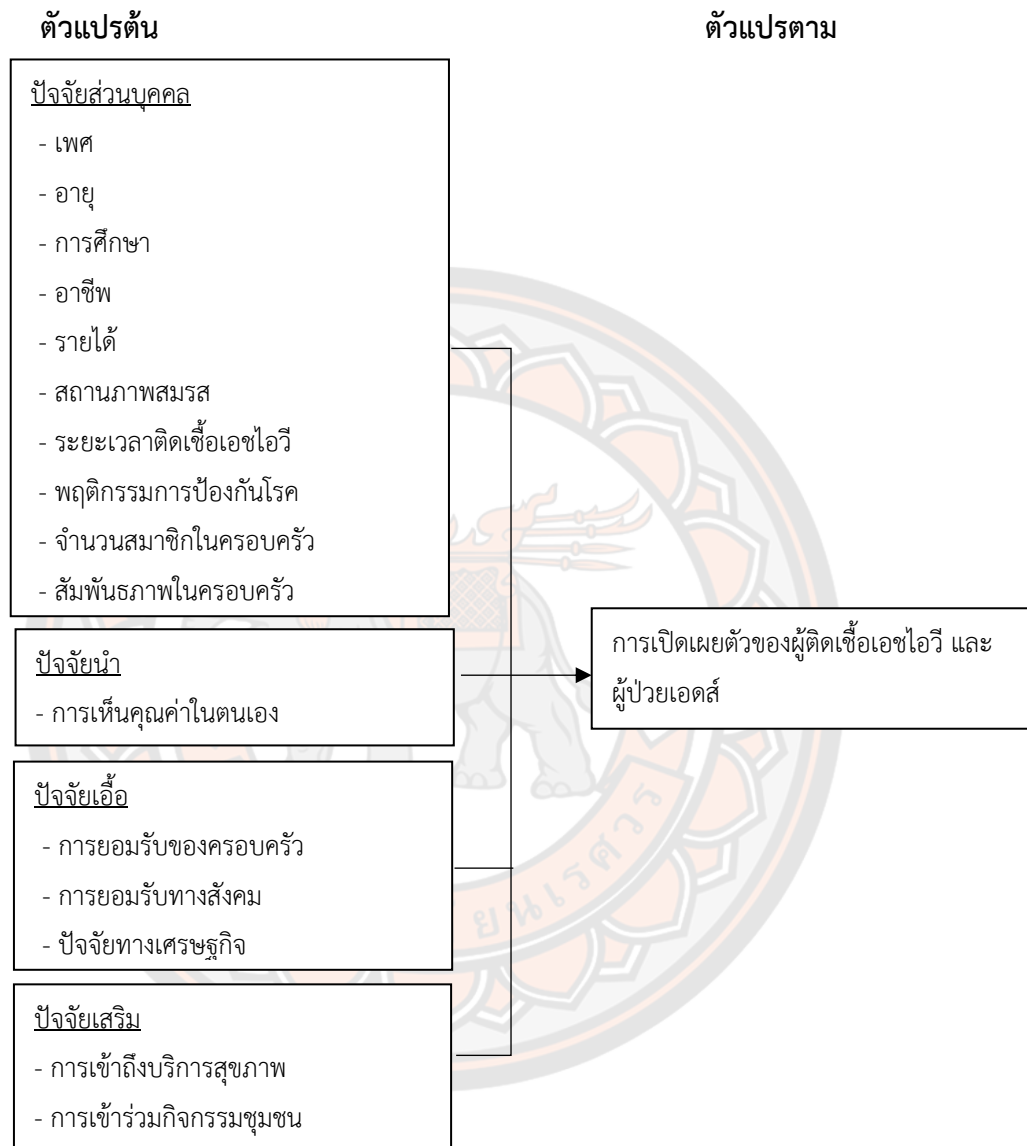 ตัวแปรต้น
ตัวแปรตาม
ปัจจัยส่วนบุคคล
- เพศ
- อายุ
- การศึกษา
- อาชีพ
- รายได้
- สถานภาพสมรส
- ระยะเวลาติดเชื้อเอชไอวี
- พฤติกรรมการป้องกันโรค
- จำนวนสมาชิกในครอบครัว
- สัมพันธภาพในครอบครัว
ปัจจัยนำ
- การเห็นคุณค่าในตนเอง
ปัจจัยเอื้อ
- การยอมรับของครอบครัว
- การยอมรับทางสังคม
- ปัจจัยทางเศรษฐกิจ
ปัจจัยเสริม
- การเข้าถึงบริการสุขภาพ
- การเข้าร่วมกิจกรรมชุมชน
การเปิดเผยตัวของผู้ติดเชื้อเอชไอวี และ
ผู้ป่วยเอดส์
ยนเรศวร